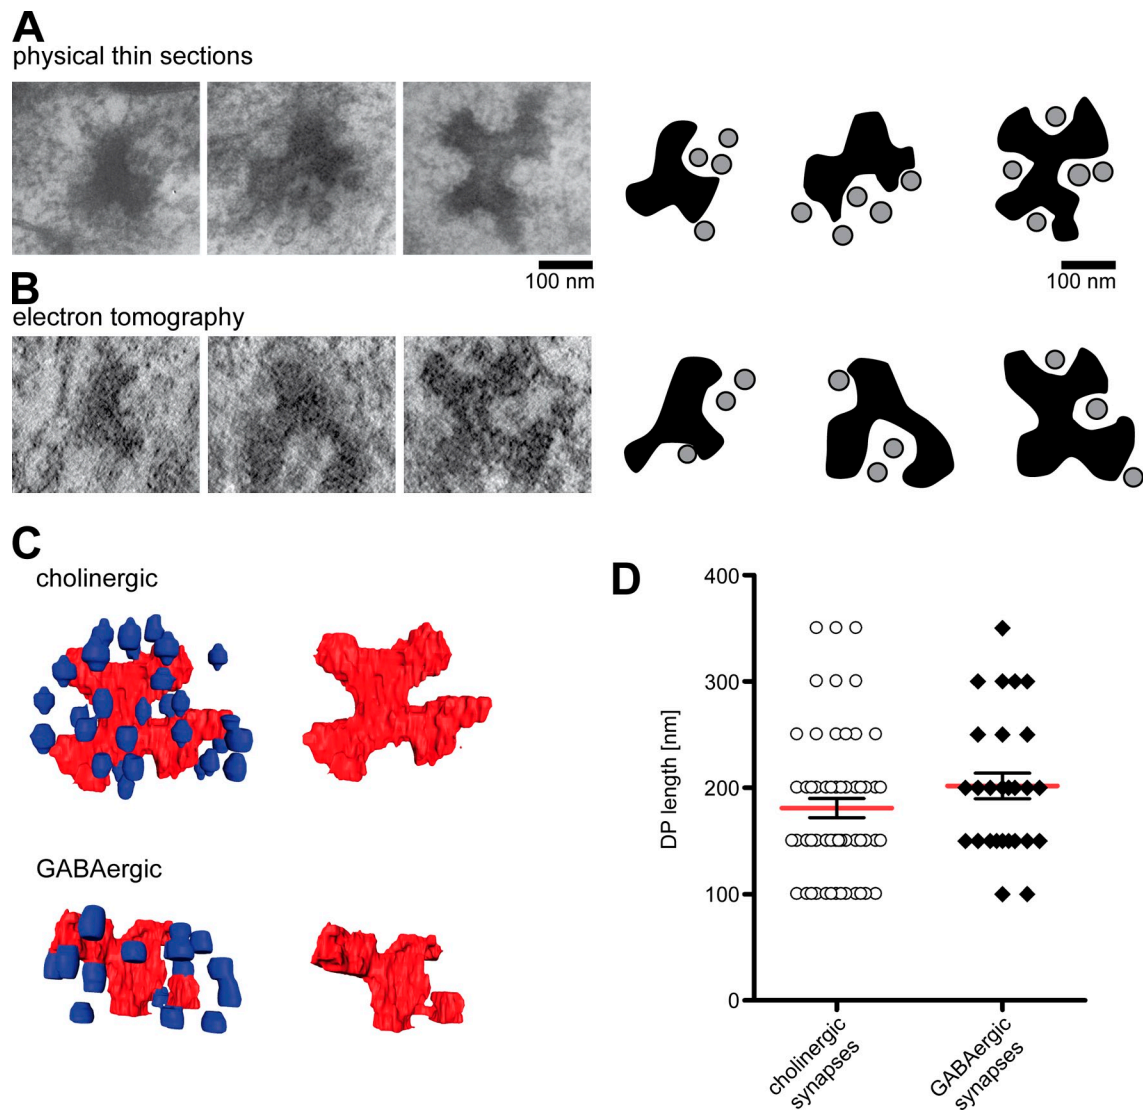 A
physical thin sections
100 nm
100 nm
B
electron tomography
C
cholinergic
GABAergic
D
400
300
200
100
0
DP length [nm]
cholinergic
synapses
GABAergic
synapses